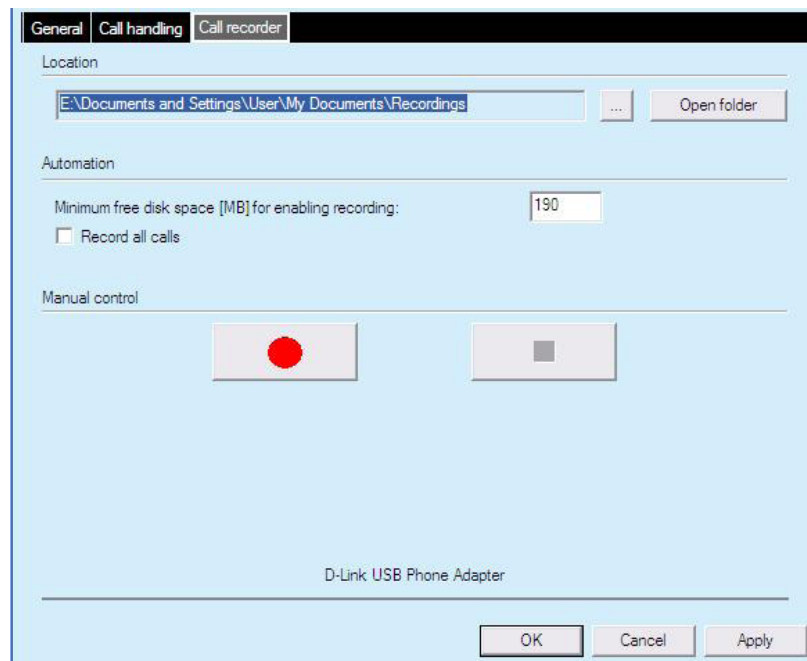 General Call handling Call recorder
Location
E:\Documents and Settings\User\My Documents\Recordings ... Open folder
Automation
Minimum free disk space [MB] for enabling recording: 190
Record all calls
Manual control
D-Link USB Phone Adapter
OK Cancel Apply